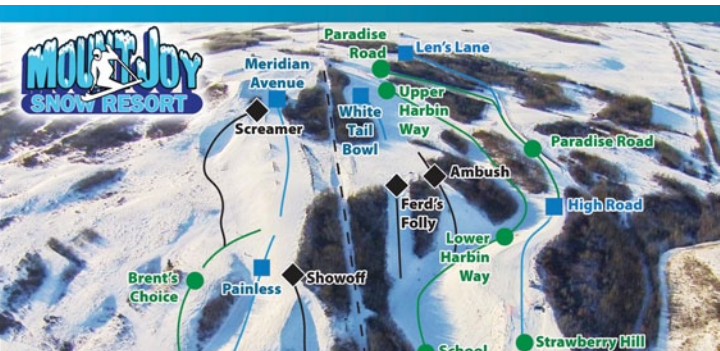 MOUNT JOY
SNOW RESORT
Paradise
Road
Len's Lane
Meridian
Avenue
Upper
Harbin
Way
White
Tail
Bowl
Screamer
Paradise Road
Ambush
Ferd's
Folly
High Road
Lower
Harbin
Way
Brent's
Choice
Painless
Showoff
Strawberry Hill
School